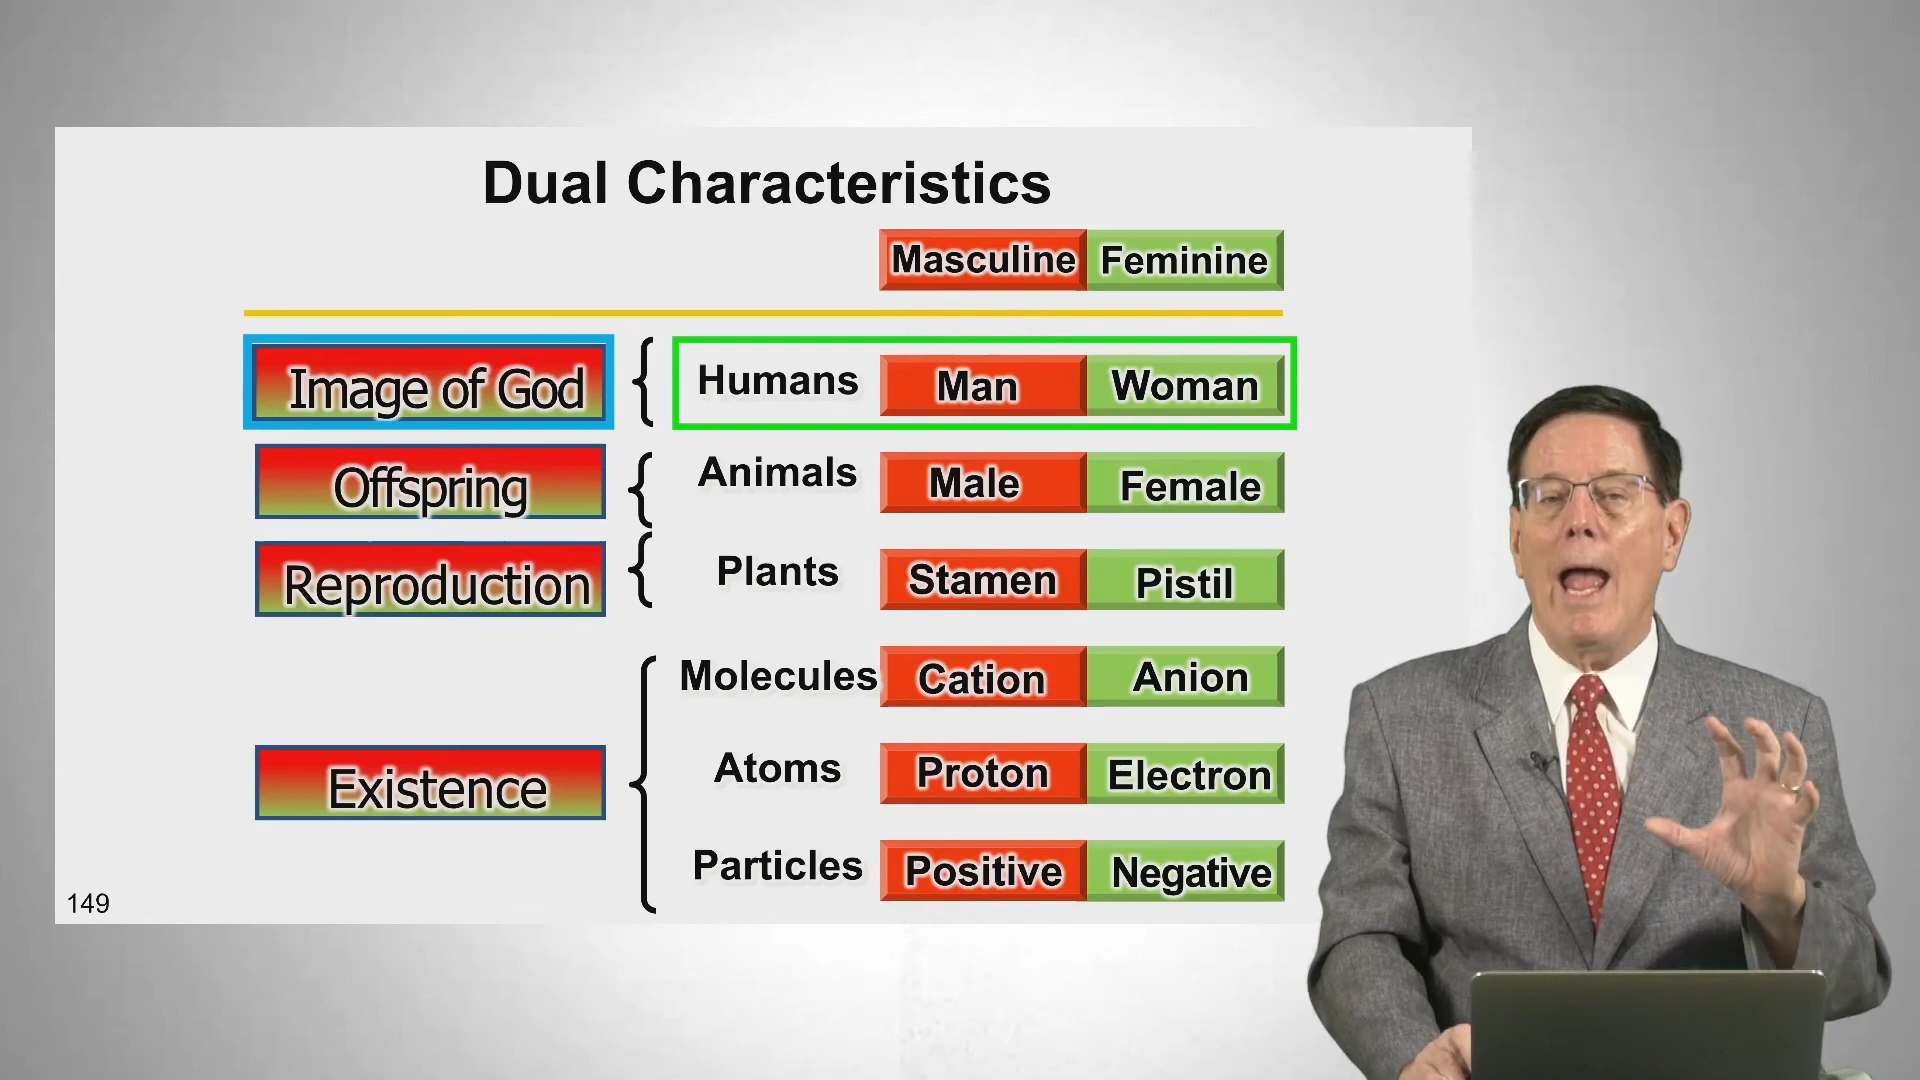 Dual Characteristics
Masculine Feminine
Image of God Humans Man Woman
Offspring Animals Male Female
Reproduction Plants Stamen Pistil
Molecules Cation Anion
Existence Atoms Proton Electron
Particles Positive Negative
149